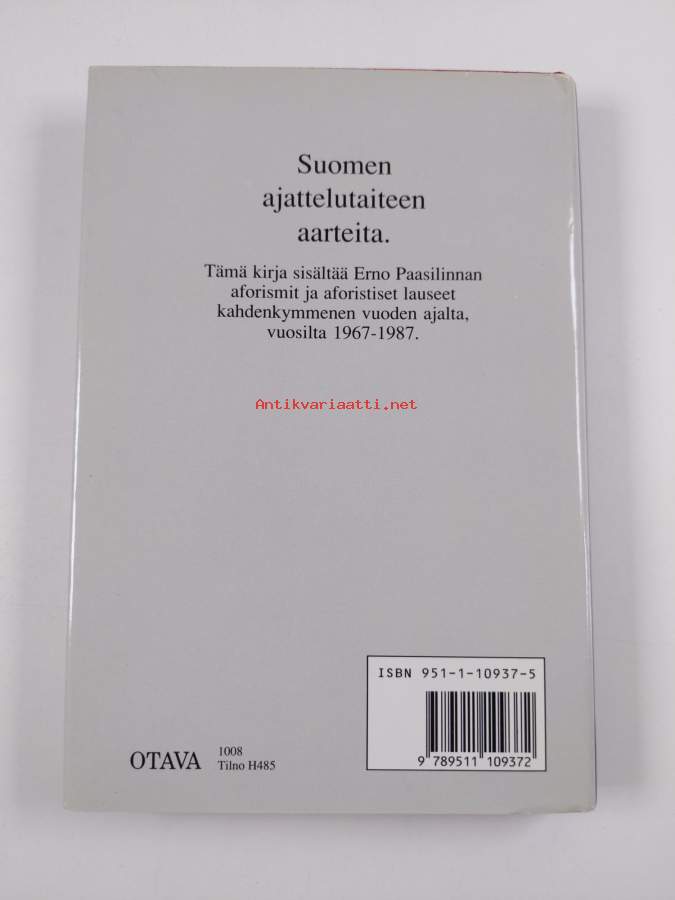 Suomen
ajattelutaiteen
aarteita.
Tämä kirja sisältää Erno Paasilinnan
aforismit ja aforistiset lauseet
kahdenkymmenen vuoden ajalta,
vuosilta 1967-1987.
Antikvariaatti.net
ISBN 951-1-10937-5
9 789511 109372
OTAVA
1008
Tilno H485